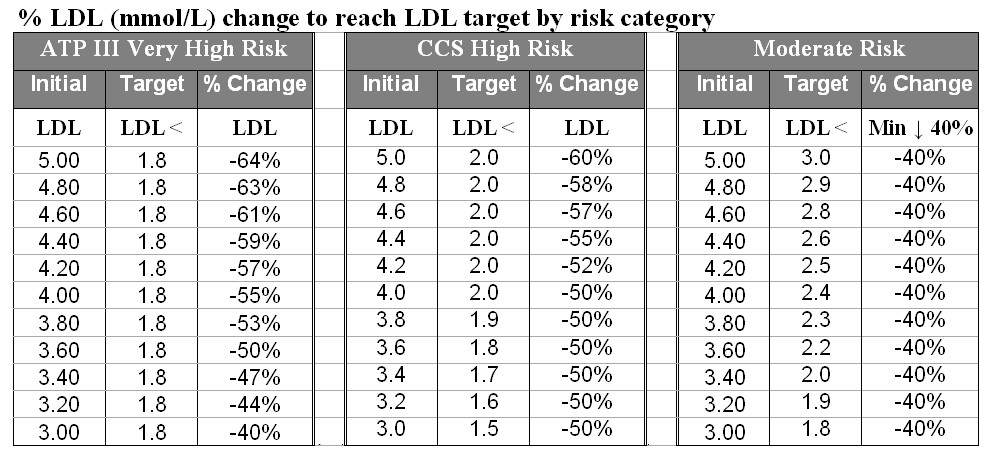 % LDL (mmol/L) change to reach LDL target by risk category
ATP III Very High Risk CCS High Risk Moderate Risk
Initial Target % Change Initial Target % Change Initial Target % Change
LDL LDL < LDL LDL LDL < LDL LDL LDL < Min ↓ 40%
5.00 1.8 -64% 5.0 2.0 -60% 5.00 3.0 -40%
4.80 1.8 -63% 4.8 2.0 -58% 4.80 2.9 -40%
4.60 1.8 -61% 4.6 2.0 -57% 4.60 2.8 -40%
4.40 1.8 -59% 4.4 2.0 -55% 4.40 2.6 -40%
4.20 1.8 -57% 4.2 2.0 -52% 4.20 2.5 -40%
4.00 1.8 -55% 4.0 2.0 -50% 4.00 2.4 -40%
3.80 1.8 -53% 3.8 1.9 -50% 3.80 2.3 -40%
3.60 1.8 -50% 3.6 1.8 -50% 3.60 2.2 -40%
3.40 1.8 -47% 3.4 1.7 -50% 3.40 2.0 -40%
3.20 1.8 -44% 3.2 1.6 -50% 3.20 1.9 -40%
3.00 1.8 -40% 3.0 1.5 -50% 3.00 1.8 -40%